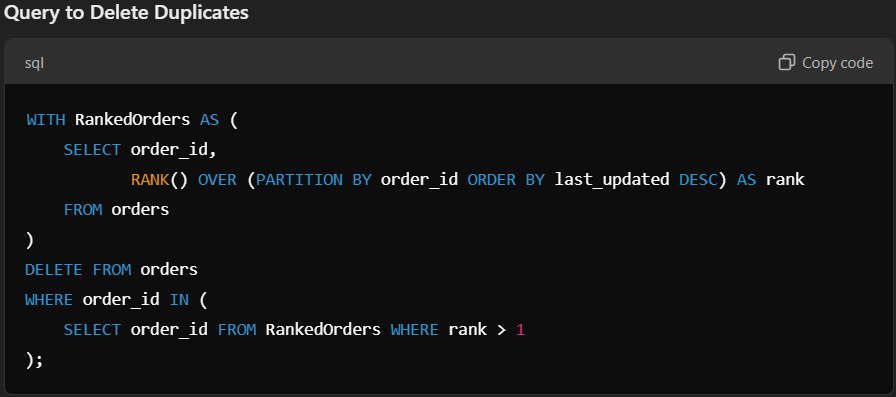 Query to Delete Duplicates
sql
Copy code
WITH RankedOrders AS (
    SELECT order_id,
           RANK() OVER (PARTITION BY order_id ORDER BY last_updated DESC) AS rank
    FROM orders
)
DELETE FROM orders
WHERE order_id IN (
    SELECT order_id FROM RankedOrders WHERE rank > 1
);